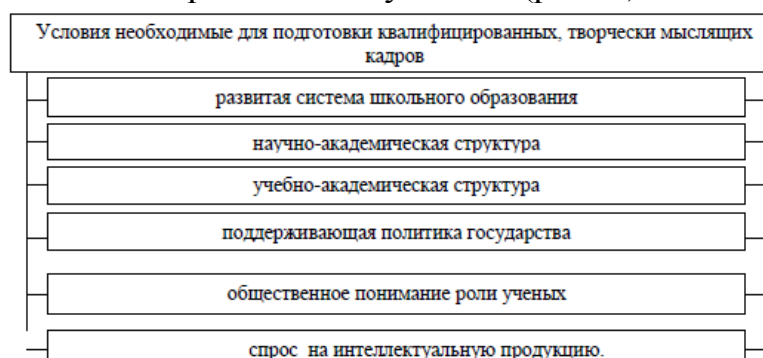 Условия необходимые для подготовки квалифицированных, творчески мыслящих
кадров
развитая система школьного образования
научно-академическая структура
учебно-академическая структура
поддерживающая политика государства
общественное понимание роли ученых
спрос на интеллектуальную продукцию.